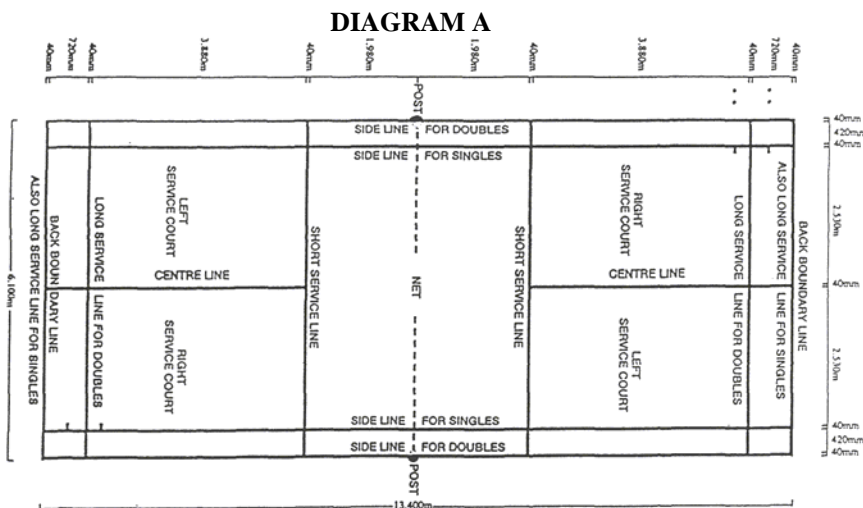 DIAGRAM A
40mm
720mm
40mm
3.880m
40mm
1.980m
1.980m
40mm
3.880m
40mm
720mm
40mm
POST
* *
* *
40mm
420mm
40mm
2.530m
40mm
2.530m
40mm
420mm
40mm
SIDE LINE FOR DOUBLES
SIDE LINE FOR SINGLES
LEFT
SERVICE COURT
RIGHT
SERVICE COURT
ALSO LONG SERVICE LINE FOR SINGLES
BACK BOUNDARY LINE
LONG SERVICE LINE FOR DOUBLES
CENTRE LINE
SHORT SERVICE LINE
NET
SHORT SERVICE LINE
CENTRE LINE
LONG SERVICE LINE FOR DOUBLES
ALSO LONG SERVICE LINE FOR SINGLES
BACK BOUNDARY LINE
6.100m
RIGHT
SERVICE COURT
LEFT
SERVICE COURT
SIDE LINE FOR SINGLES
SIDE LINE FOR DOUBLES
POST
13.400m